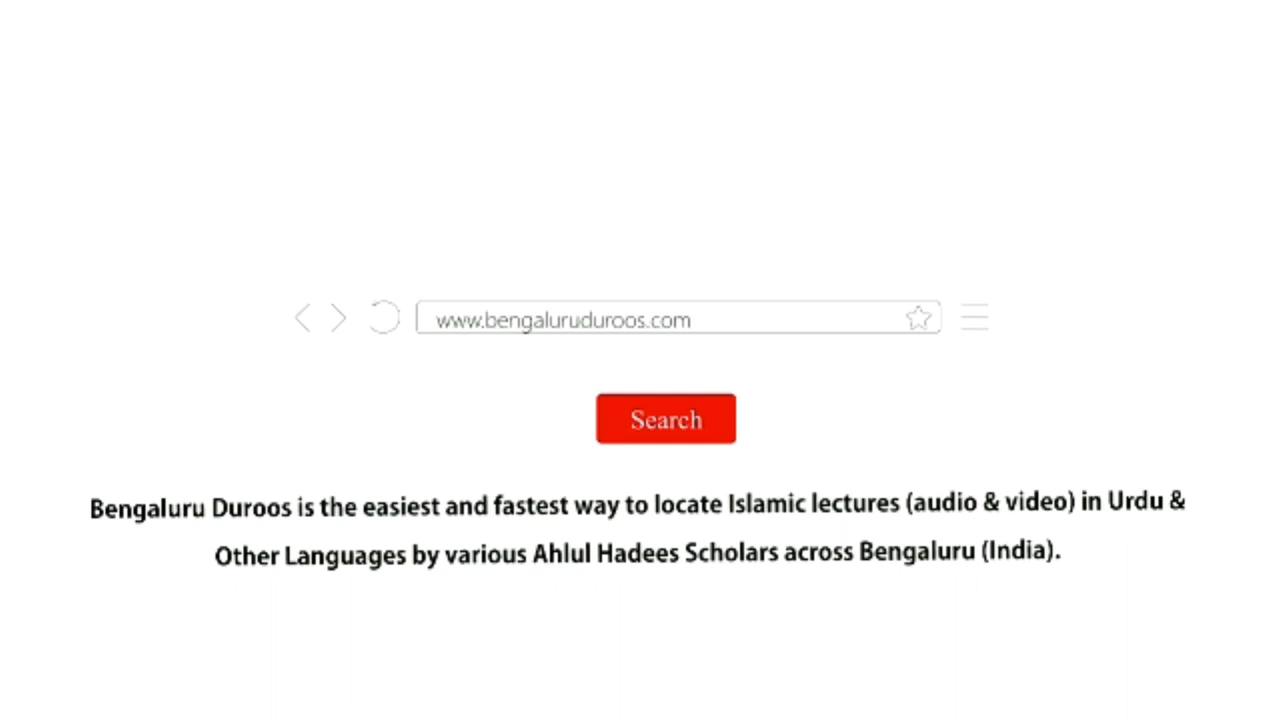 www.bengaluruduroos.com
Search
Bengaluru Duroos is the easiest and fastest way to locate Islamic lectures (audio & video) in Urdu &
Other Languages by various Ahlul Hadees Scholars across Bengaluru (India).